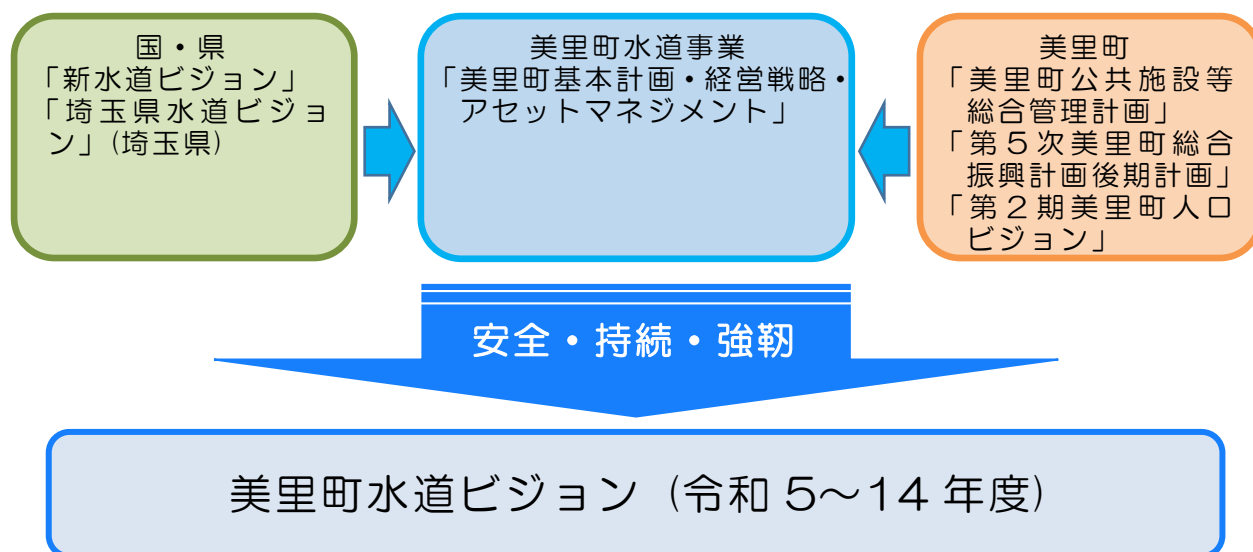 国・県
「新水道ビジョン」
「埼玉県水道ビジョ
ン」(埼玉県)
美里町水道事業
「美里町基本計画・経営戦略・
アセットマネジメント」
美里町
「美里町公共施設等
総合管理計画」
「第5次美里町総合
振興計画後期計画」
「第2期美里町人口
ビジョン」
安全・持続・強靭
美里町水道ビジョン (令和 5~14 年度)